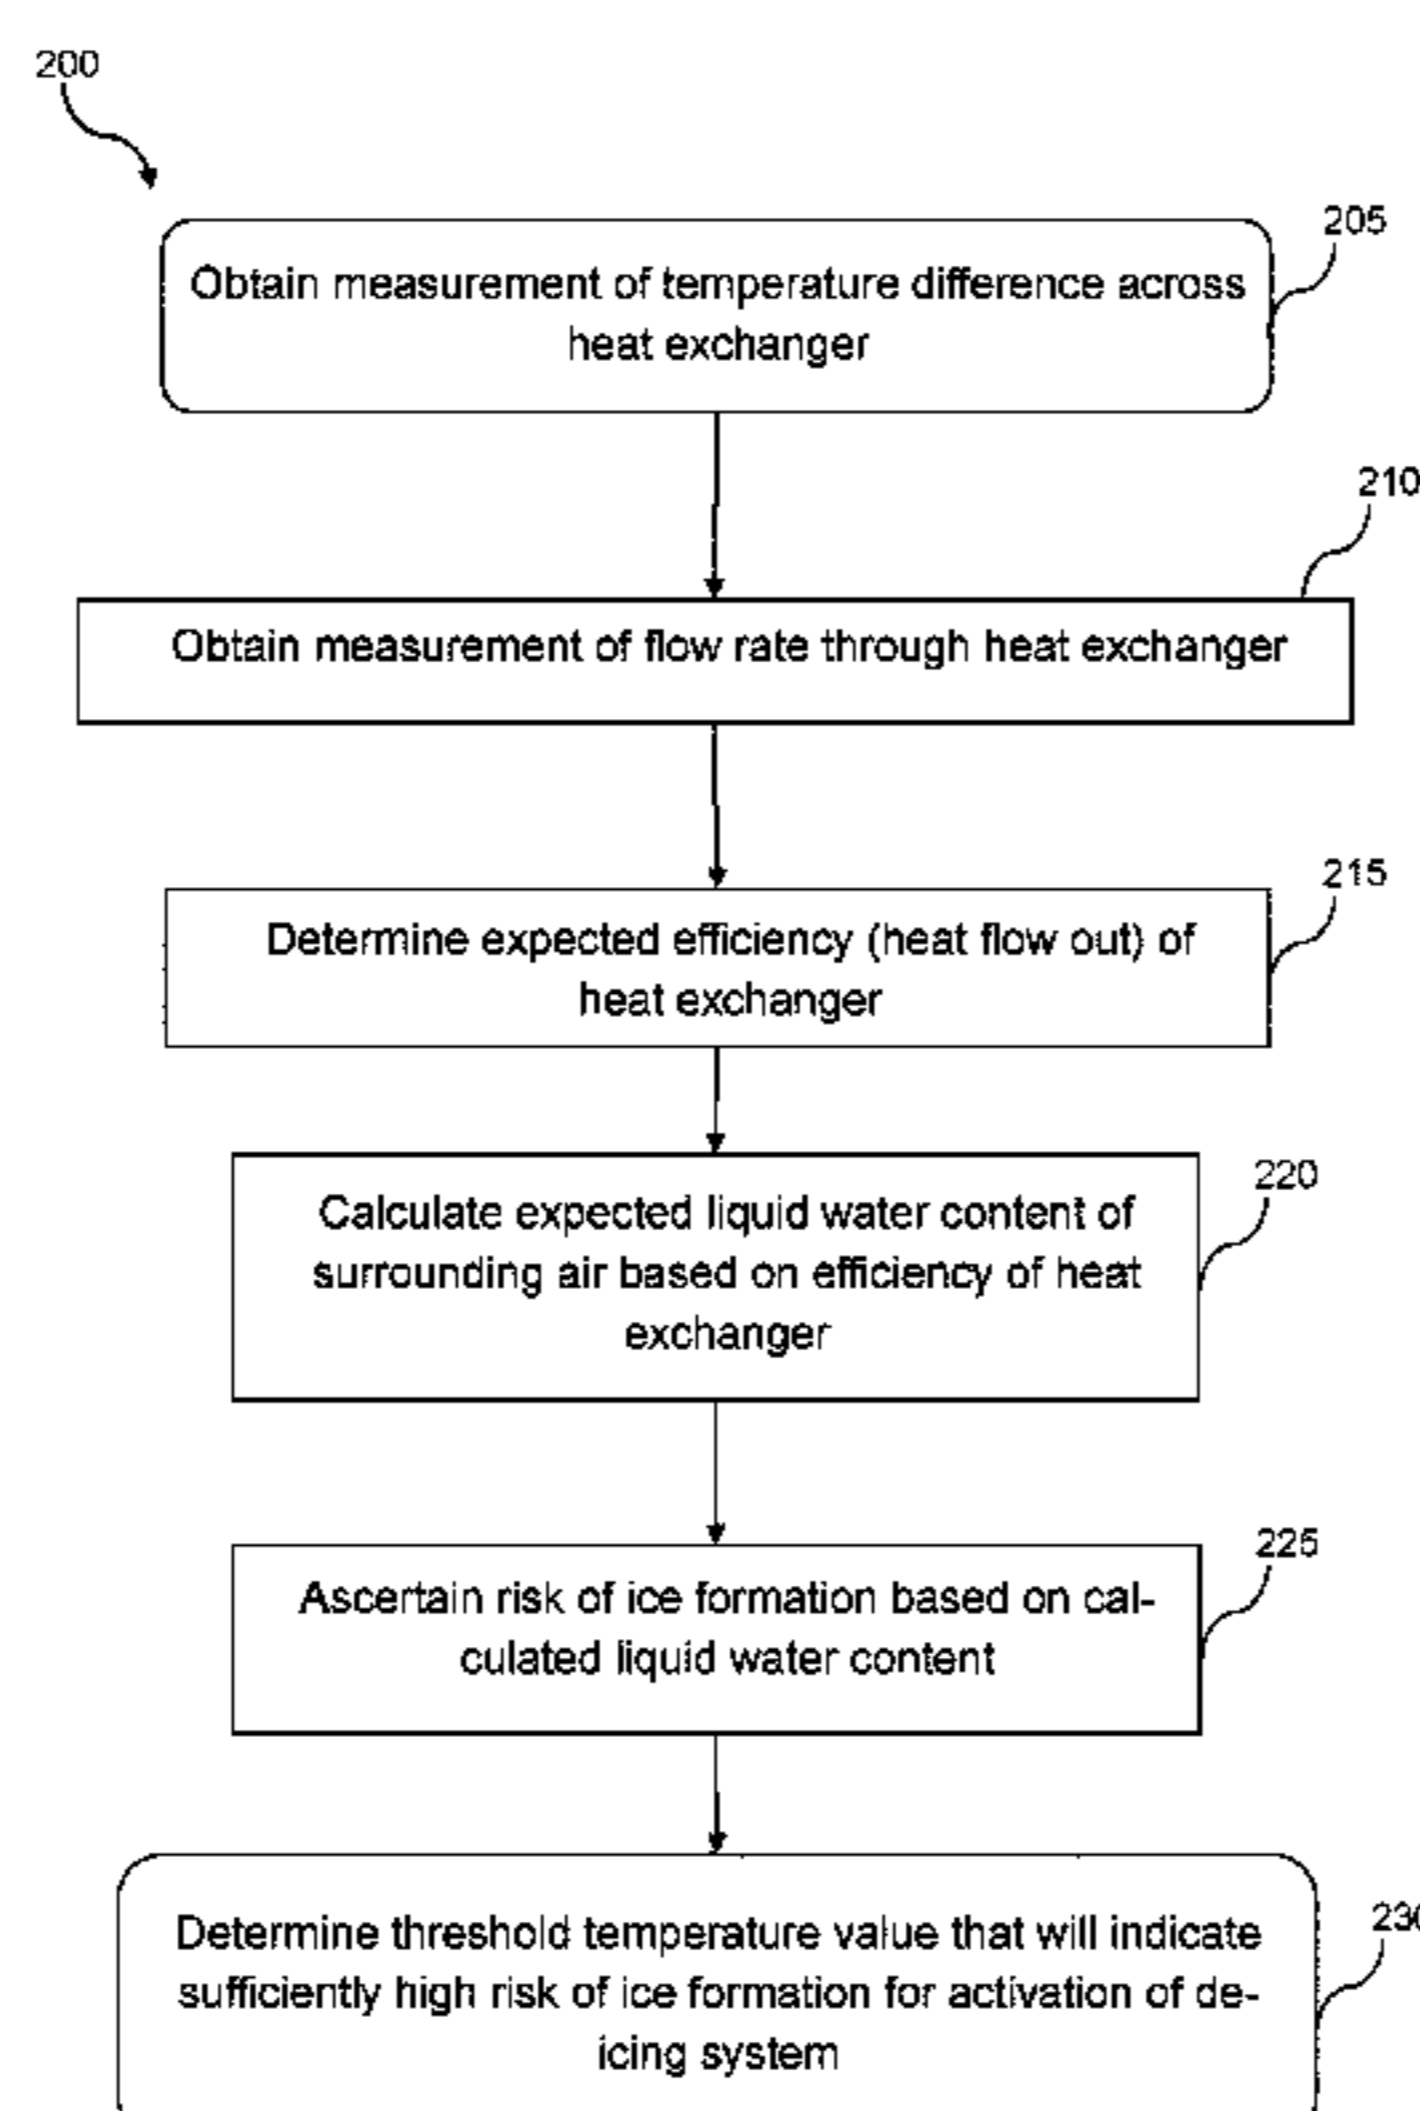 200
205
Obtain measurement of temperature difference across
heat exchanger
210
Obtain measurement of flow rate through heat exchanger
215
Determine expected efficiency (heat flow out) of
heat exchanger
220
Calculate expected liquid water content of
surrounding air based on efficiency of heat
exchanger
225
Ascertain risk of ice formation based on cal-
culated liquid water content
230
Determine threshold temperature value that will indicate
sufficiently high risk of ice formation for activation of de-
icing system